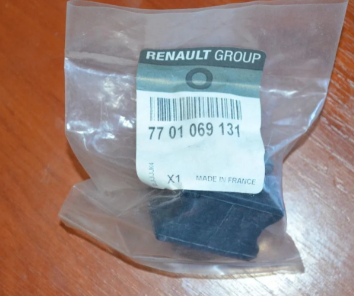 RENAULT GROUP
77 01 069 131
X1 MADE IN FRANCE